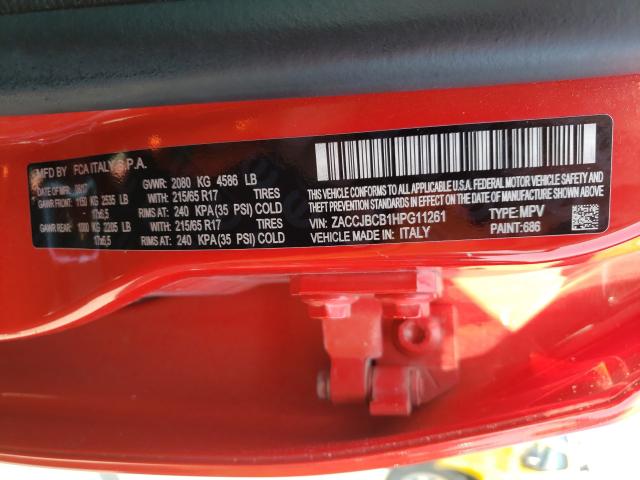 MFD BY FCA ITALY S.P.A.
GVWR: 2080 KG 4586 LB
GAWR FRONT: 1150 KG 2535 LB WITH 215/65 R17 TIRES
17x6,5 RIMS AT: 240 KPA(35 PSI) COLD
GAWR REAR: 1000 KG 2205 LB WITH 215/65 R17 TIRES
17x6,5 RIMS AT: 240 KPA(35 PSI) COLD
THIS VEHICLE CONFORMS TO ALL APPLICABLE U.S.A. FEDERAL MOTOR VEHICLE SAFETY AND
THEFT PREVENTION STANDARDS IN EFFECT ON THE DATE OF MANUFACTURE SHOWN ABOVE.
VIN: ZACCJBCB1HPG11261 TYPE: MPV
VEHICLE MADE IN: ITALY PAINT:686